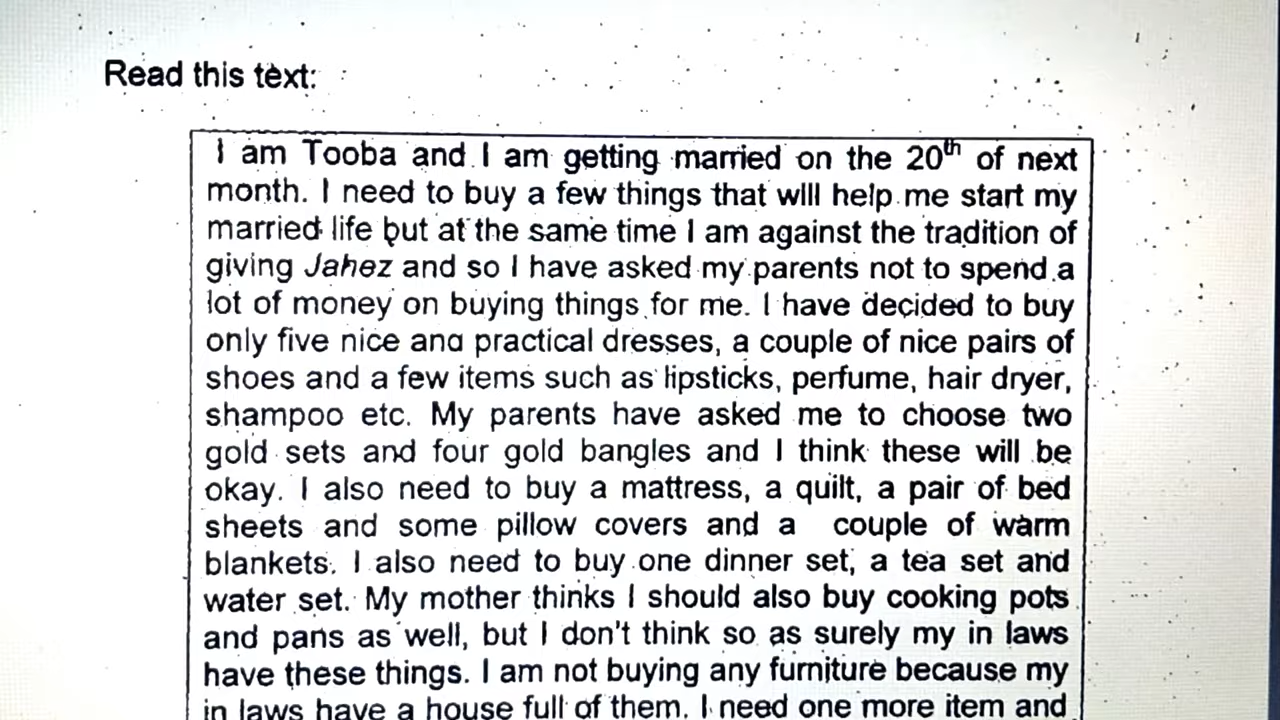 Read this text:
I am Tooba and I am getting married on the 20th of next
month. I need to buy a few things that will help me start my
married life but at the same time I am against the tradition of
giving Jahez and so I have asked my parents not to spend a
lot of money on buying things for me. I have decided to buy
only five nice and practical dresses, a couple of nice pairs of
shoes and a few items such as lipsticks, perfume, hair dryer,
shampoo etc. My parents have asked me to choose two
gold sets and four gold bangles and I think these will be
okay. I also need to buy a mattress, a quilt, a pair of bed
sheets and some pillow covers and a couple of warm
blankets. I also need to buy one dinner set, a tea set and
water set. My mother thinks I should also buy cooking pots
and pans as well, but I don't think so as surely my in laws
have these things. I am not buying any furniture because my
in laws have a house full of them. I need one more item and